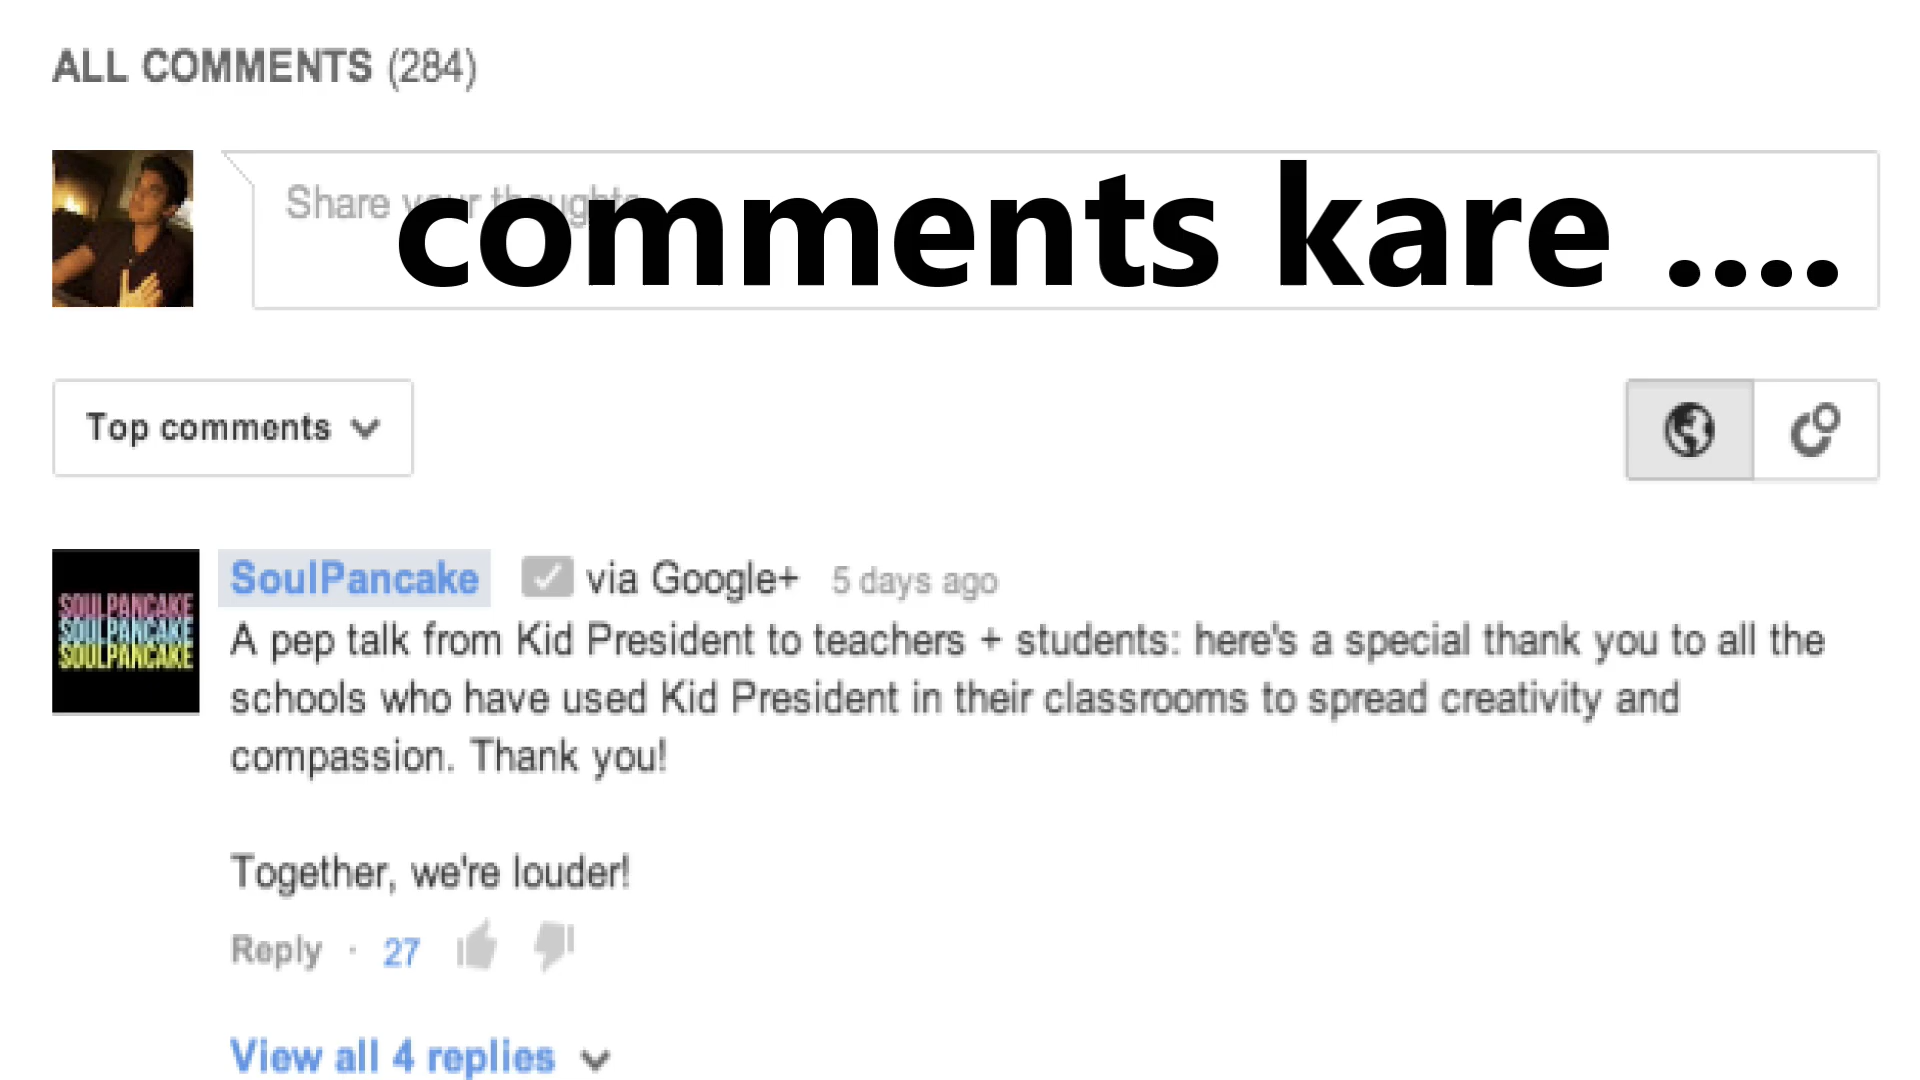 ALL COMMENTS (284)
Share your thoughts
comments kare ....
Top comments
SoulPancake via Google+ 5 days ago
SOULPANCAKE
SOULPANCAKE
SOULPANCAKE
A pep talk from Kid President to teachers + students: here's a special thank you to all the
schools who have used Kid President in their classrooms to spread creativity and
compassion. Thank you!
Together, we're louder!
Reply · 27
View all 4 replies